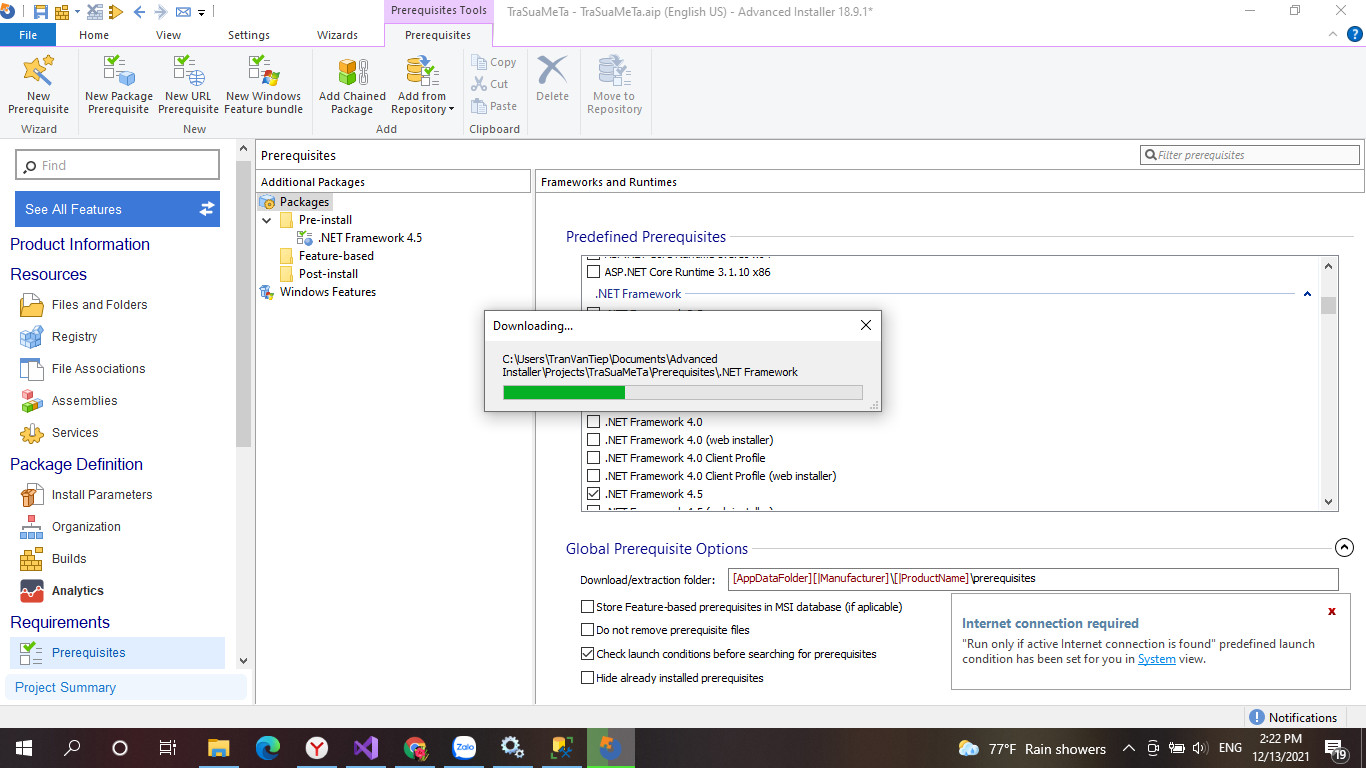 Prerequisites Tools
TraSuaMeTa - TraSuaMeTa.aip (English US) - Advanced Installer 18.9.1*
File
Home
View
Settings
Wizards
Prerequisites
New
Prerequisite
Wizard
New Package
Prerequisite
New URL
Prerequisite
New Windows
Feature bundle
New
Add Chained
Package
Add from
Repository
Add
Copy
Cut
Paste
Clipboard
Delete
Move to
Repository
Find
See All Features
Product Information
Resources
Files and Folders
Registry
File Associations
Assemblies
Services
Package Definition
Install Parameters
Organization
Builds
Analytics
Requirements
Prerequisites
Project Summary
Prerequisites
Filter prerequisites
Additional Packages
Packages
Pre-install
.NET Framework 4.5
Feature-based
Post-install
Windows Features
Frameworks and Runtimes
Predefined Prerequisites
ASP.NET Core Runtime 3.1.10 x86
.NET Framework
Downloading...
C:\Users\TranVanTiep\Documents\Advanced
Installer\Projects\TraSuaMeTa\Prerequisites\.NET Framework
.NET Framework 4.0
.NET Framework 4.0 (web installer)
.NET Framework 4.0 Client Profile
.NET Framework 4.0 Client Profile (web installer)
.NET Framework 4.5
Global Prerequisite Options
Download/extraction folder:
[AppDataFolder][|Manufacturer]\[|ProductName]\prerequisites
Store Feature-based prerequisites in MSI database (if aplicable)
Do not remove prerequisite files
Check launch conditions before searching for prerequisites
Hide already installed prerequisites
Internet connection required
"Run only if active Internet connection is found" predefined launch
condition has been set for you in System view.
Notifications
Zalo
77°F Rain showers
ENG
2:22 PM
12/13/2021
19